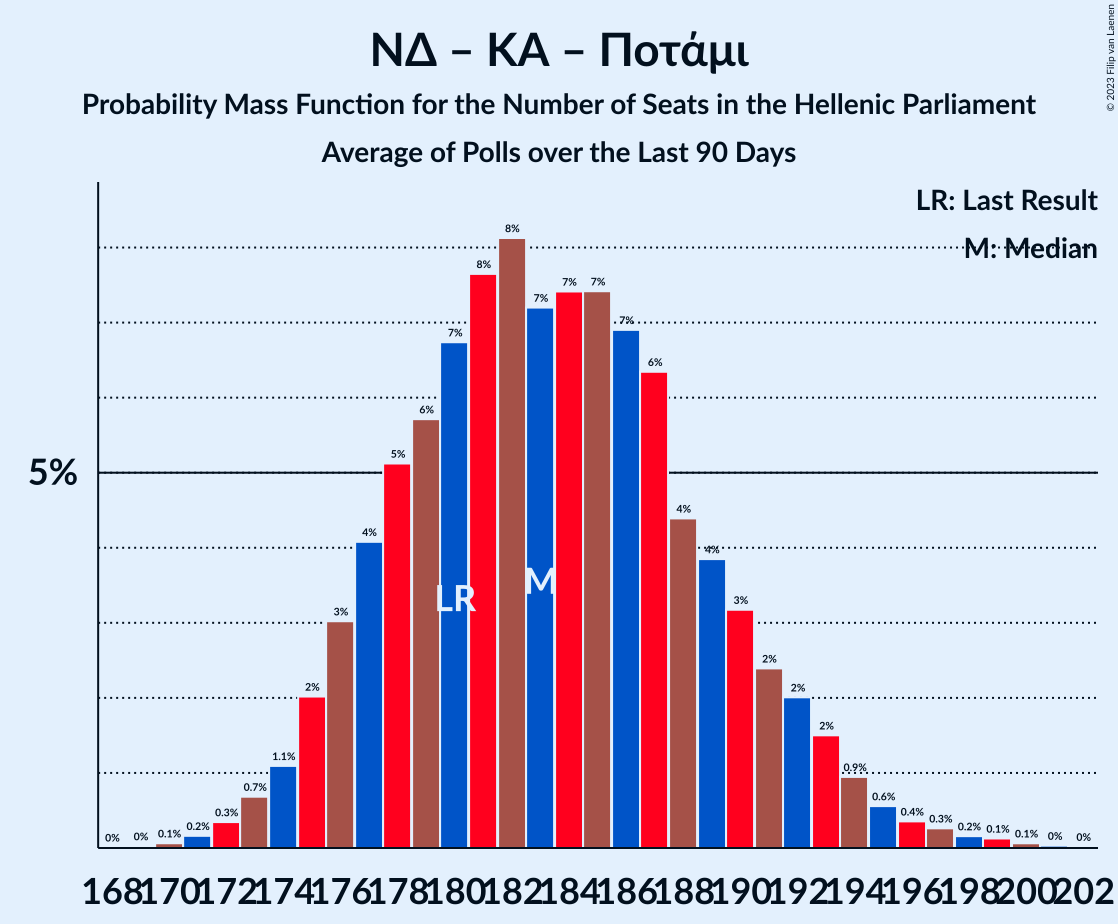 ΝΔ – ΚΑ – Ποτάμι
Probability Mass Function for the Number of Seats in the Hellenic Parliament
Average of Polls over the Last 90 Days
© 2023 Filip van Laenen
LR: Last Result
M: Median
5%
0% 0% 0.1% 0.2% 0.3% 0.7% 1.1% 2% 3% 4% 5% 6% 7% 8% 8% 7% 7% 7% 7% 6% 4% 4% 3% 2% 2% 2% 0.9% 0.6% 0.4% 0.3% 0.2% 0.1% 0.1% 0% 0%
LR M
168 170 172 174 176 178 180 182 184 186 188 190 192 194 196 198 200 202